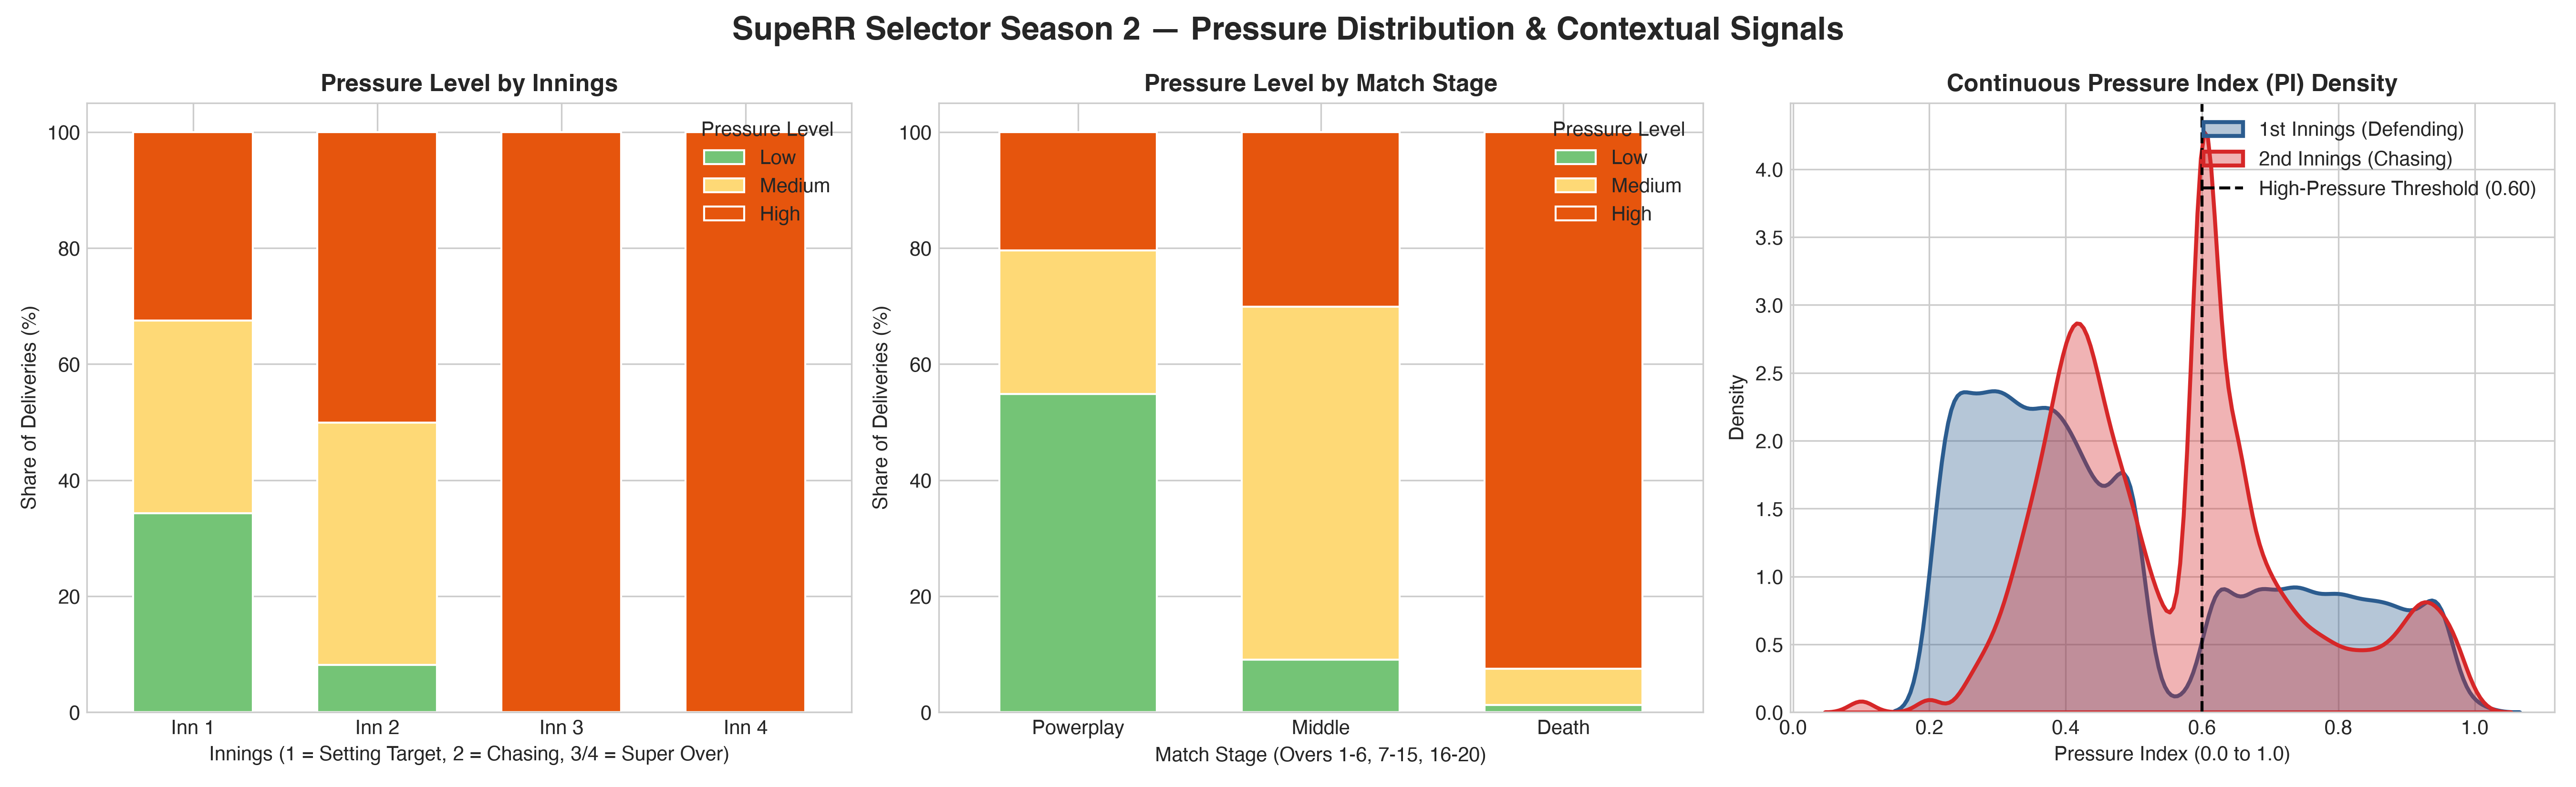 SupeRR Selector Season 2 — Pressure Distribution & Contextual Signals
Pressure Level by Innings
Share of Deliveries (%)
100
80
60
40
20
0
Pressure Level
Low
Medium
High
Inn 1
Inn 2
Inn 3
Inn 4
Innings (1 = Setting Target, 2 = Chasing, 3/4 = Super Over)
Pressure Level by Match Stage
Share of Deliveries (%)
100
80
60
40
20
0
Pressure Level
Low
Medium
High
Powerplay
Middle
Death
Match Stage (Overs 1-6, 7-15, 16-20)
Continuous Pressure Index (PI) Density
Density
4.0
3.5
3.0
2.5
2.0
1.5
1.0
0.5
0.0
1st Innings (Defending)
2nd Innings (Chasing)
High-Pressure Threshold (0.60)
0.0
0.2
0.4
0.6
0.8
1.0
Pressure Index (0.0 to 1.0)